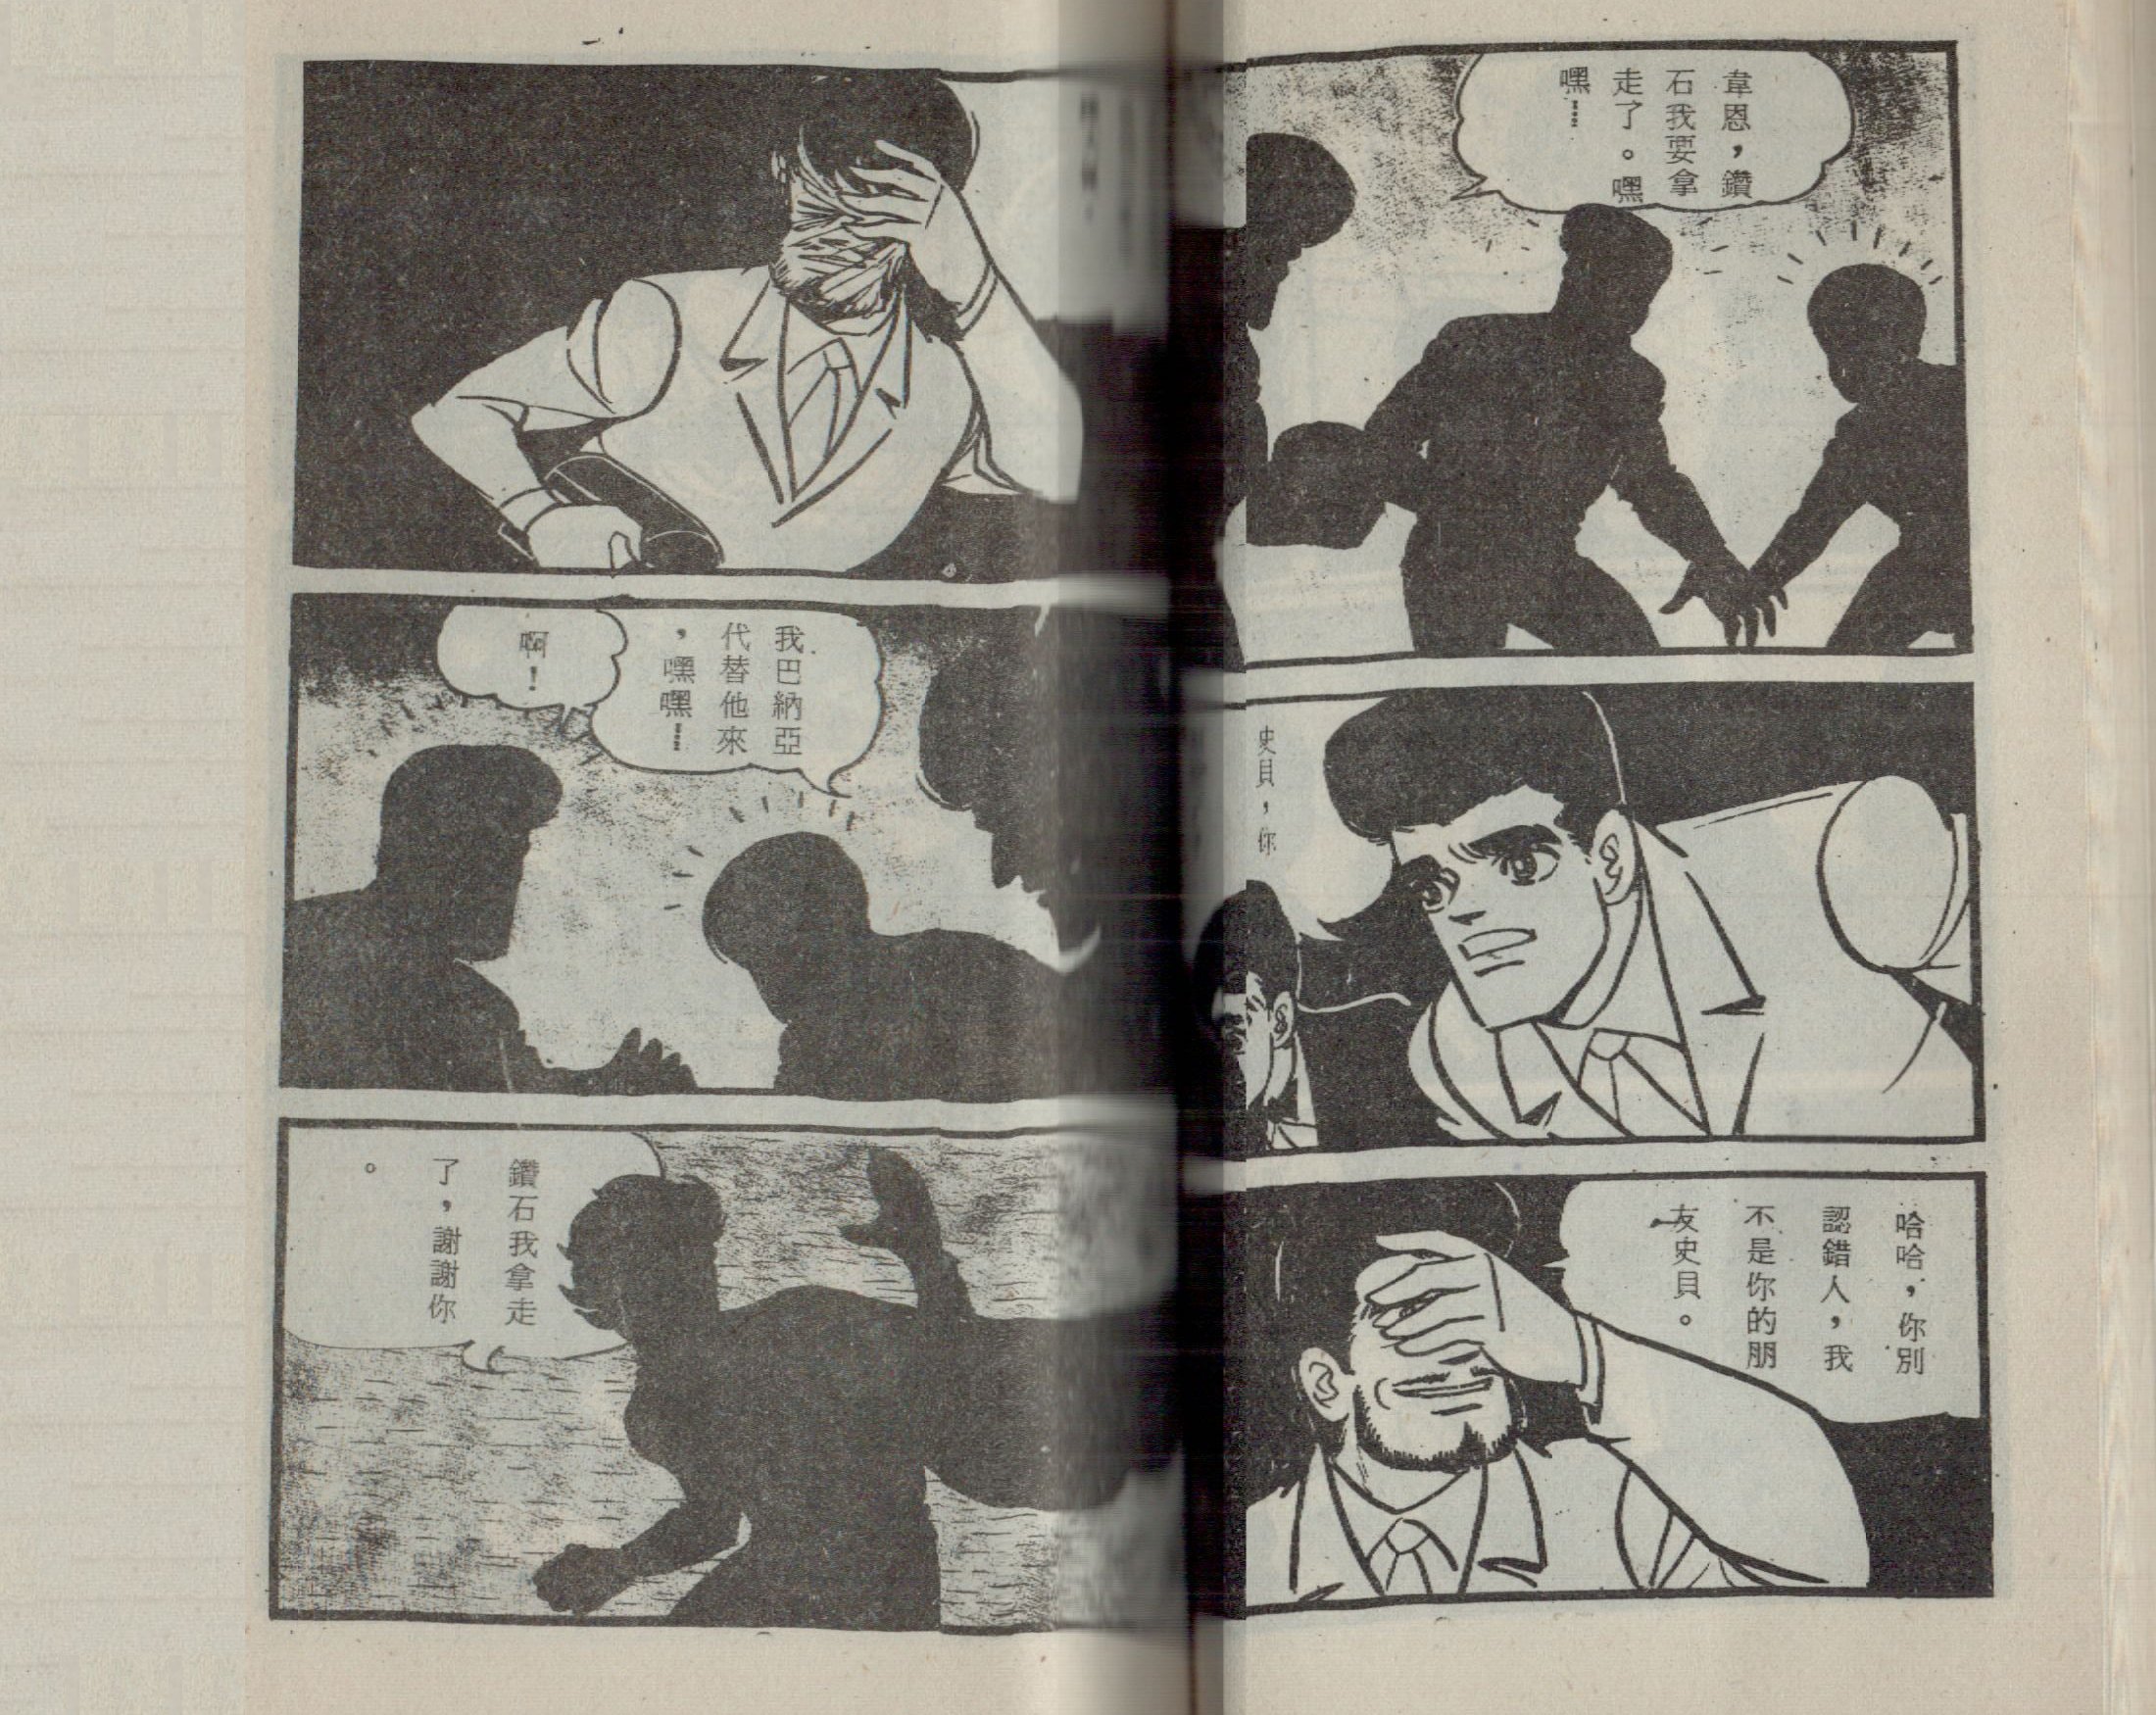 韋恩，鑽
石我要拿
走了。嘿
嘿……
史貝，你
哈哈，你別
認錯人，我
不是你的朋
友史貝。
我巴納亞
代替他來
，嘿嘿……
啊！
鑽石我拿走
了，謝謝你
。